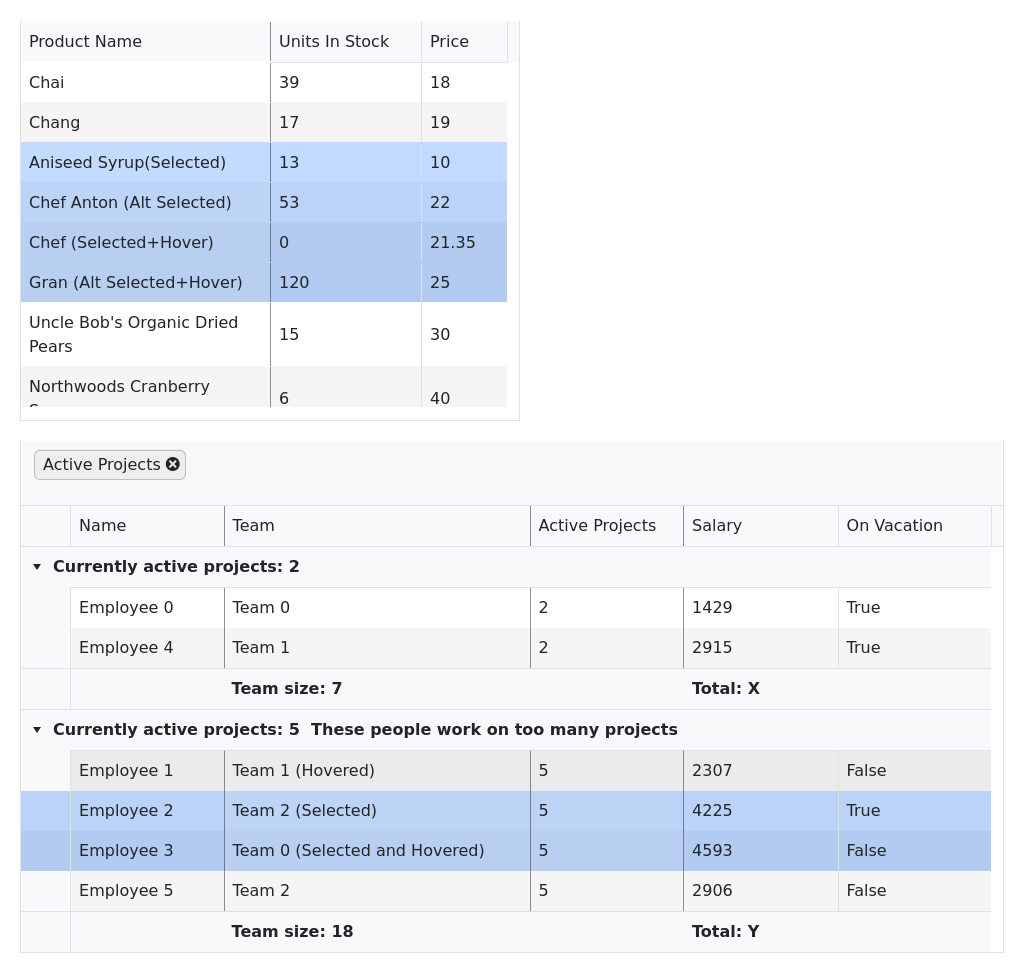 Product Name Units In Stock Price
Chai 39 18
Chang 17 19
Aniseed Syrup(Selected) 13 10
Chef Anton (Alt Selected) 53 22
Chef (Selected+Hover) 0 21.35
Gran (Alt Selected+Hover) 120 25
Uncle Bob's Organic Dried
Pears 15 30
Northwoods Cranberry
6 40
Active Projects
Name Team Active Projects Salary On Vacation
Currently active projects: 2
Employee 0 Team 0 2 1429 True
Employee 4 Team 1 2 2915 True
Team size: 7 Total: X
Currently active projects: 5 These people work on too many projects
Employee 1 Team 1 (Hovered) 5 2307 False
Employee 2 Team 2 (Selected) 5 4225 True
Employee 3 Team 0 (Selected and Hovered) 5 4593 False
Employee 5 Team 2 5 2906 False
Team size: 18 Total: Y